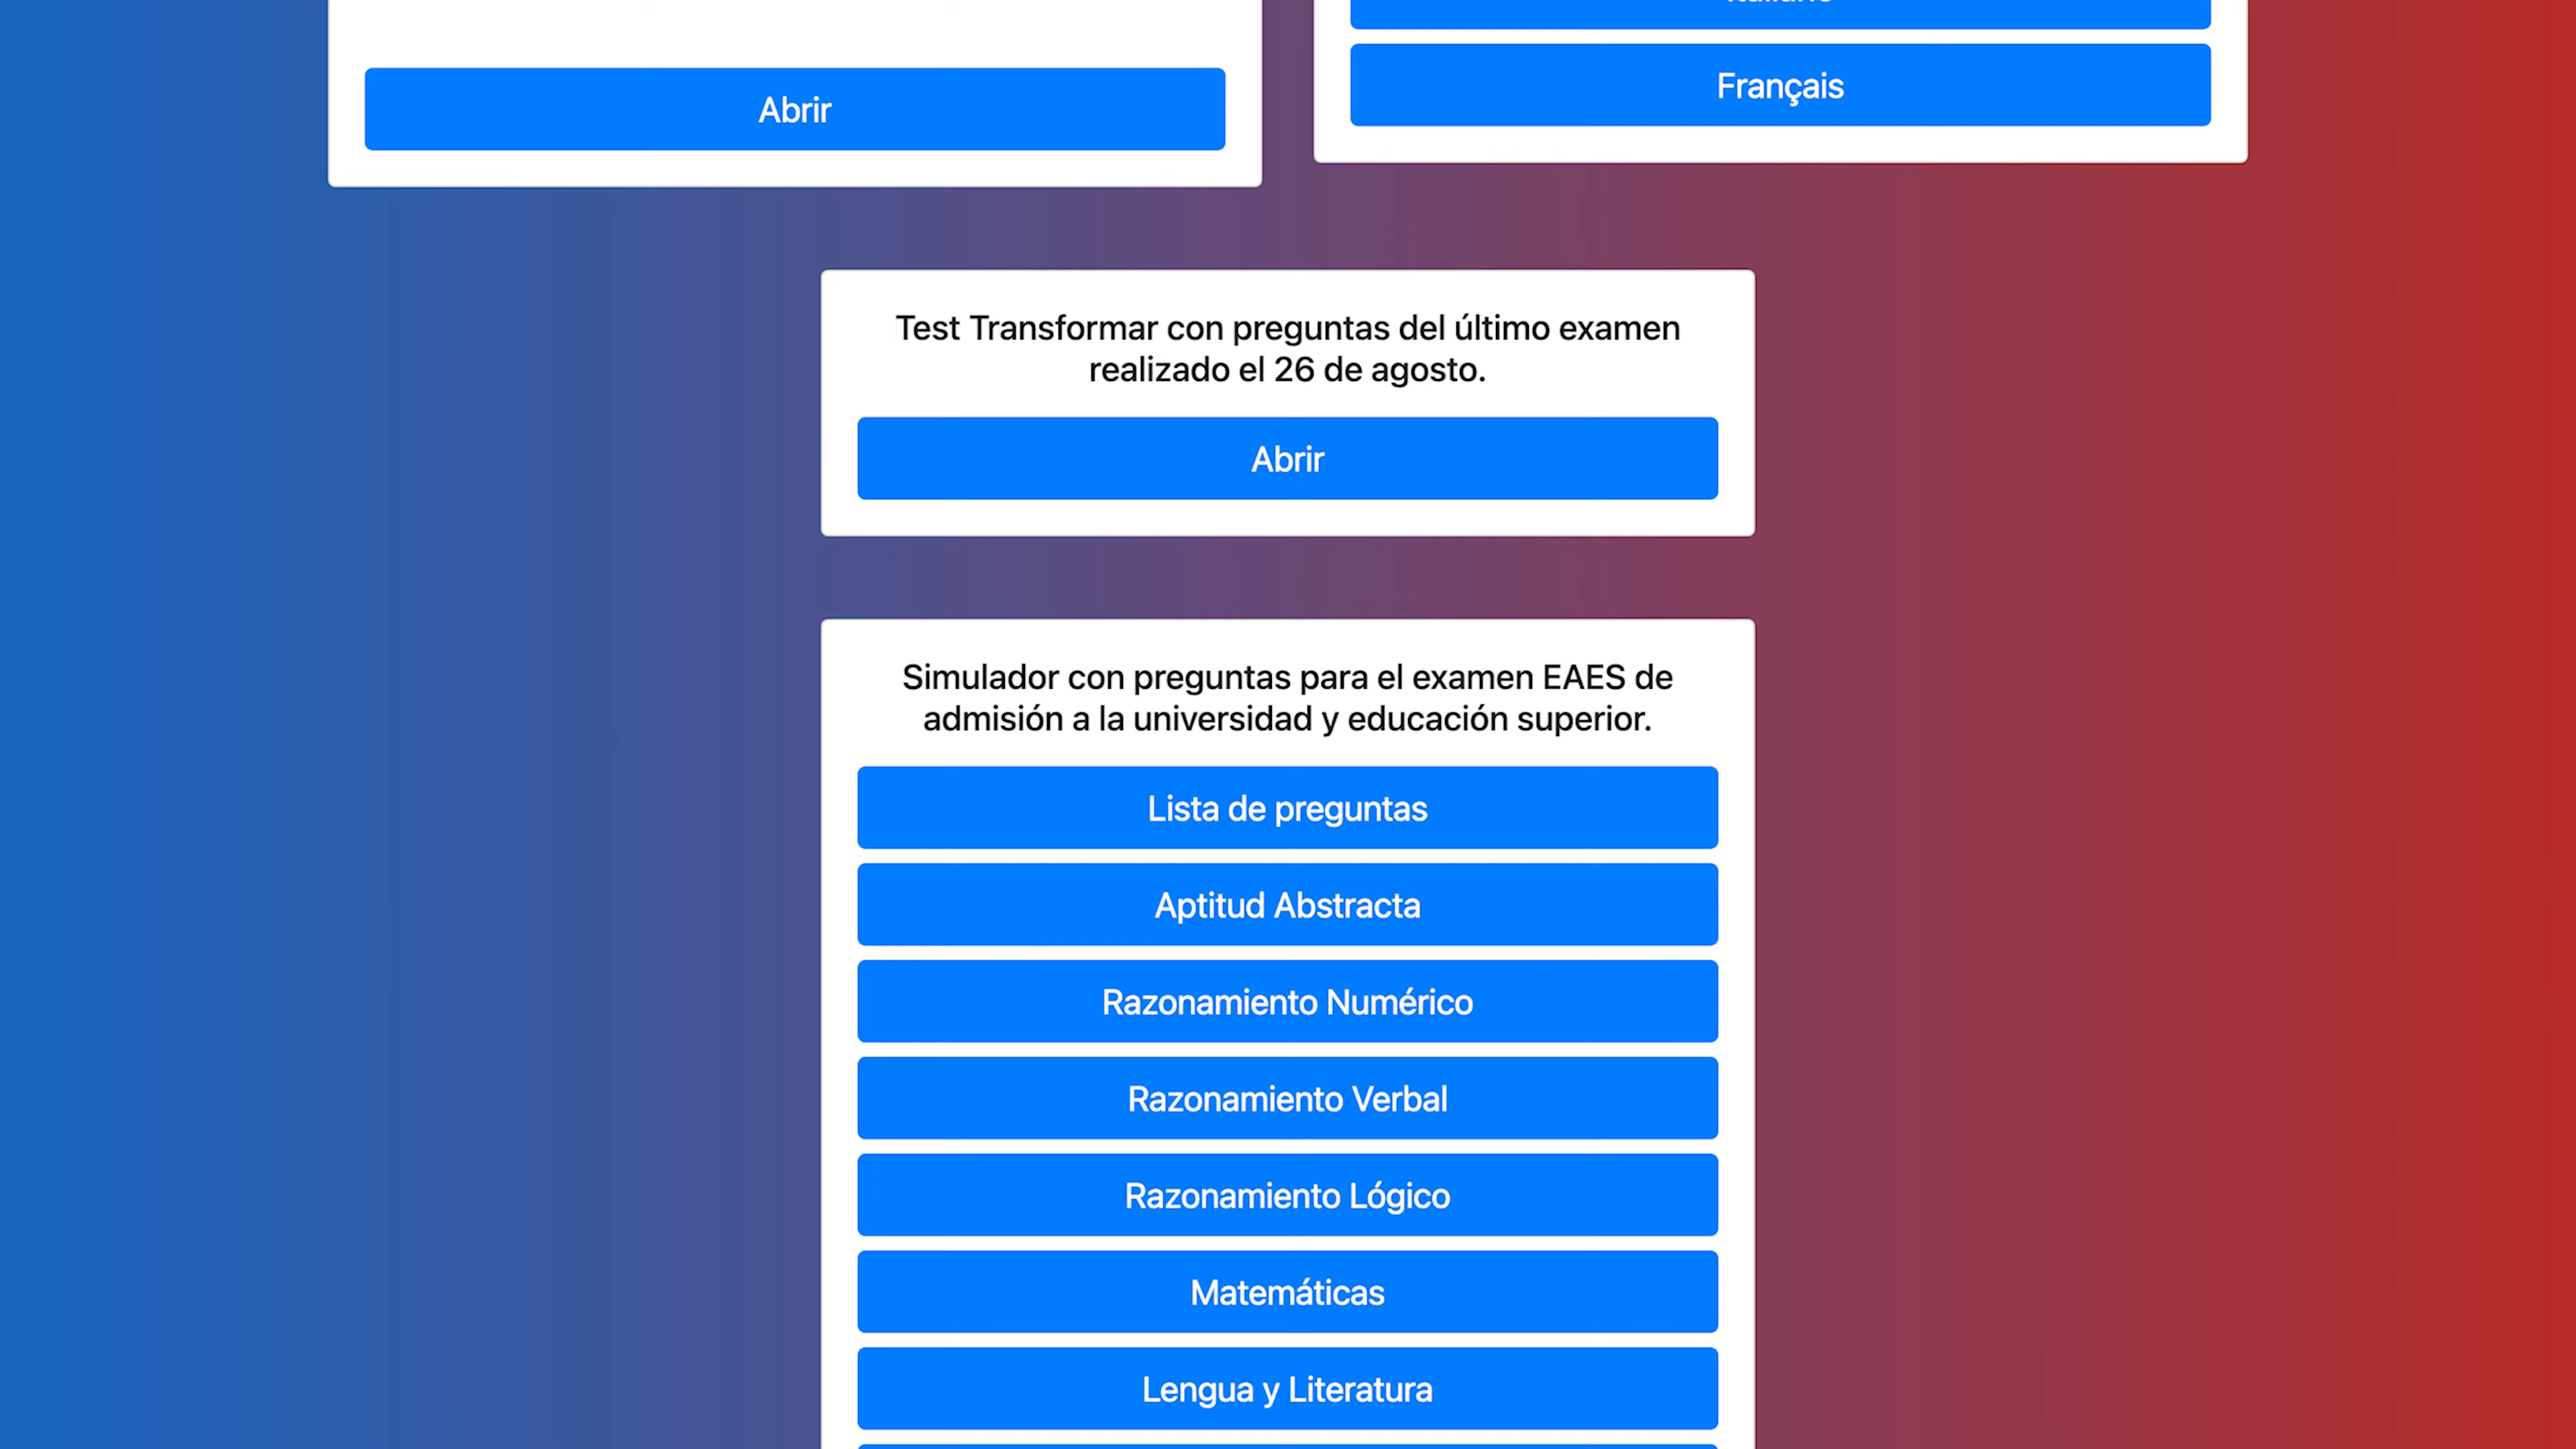 Abrir
Français
Test Transformar con preguntas del último examen
realizado el 26 de agosto.
Abrir
Simulador con preguntas para el examen EAES de
admisión a la universidad y educación superior.
Lista de preguntas
Aptitud Abstracta
Razonamiento Numérico
Razonamiento Verbal
Razonamiento Lógico
Matemáticas
Lengua y Literatura